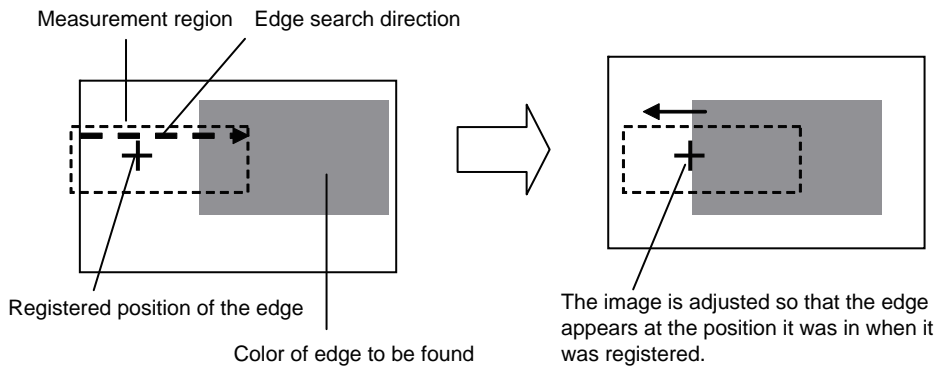 Measurement region
Edge search direction
Registered position of the edge
Color of edge to be found
The image is adjusted so that the edge
appears at the position it was in when it
was registered.